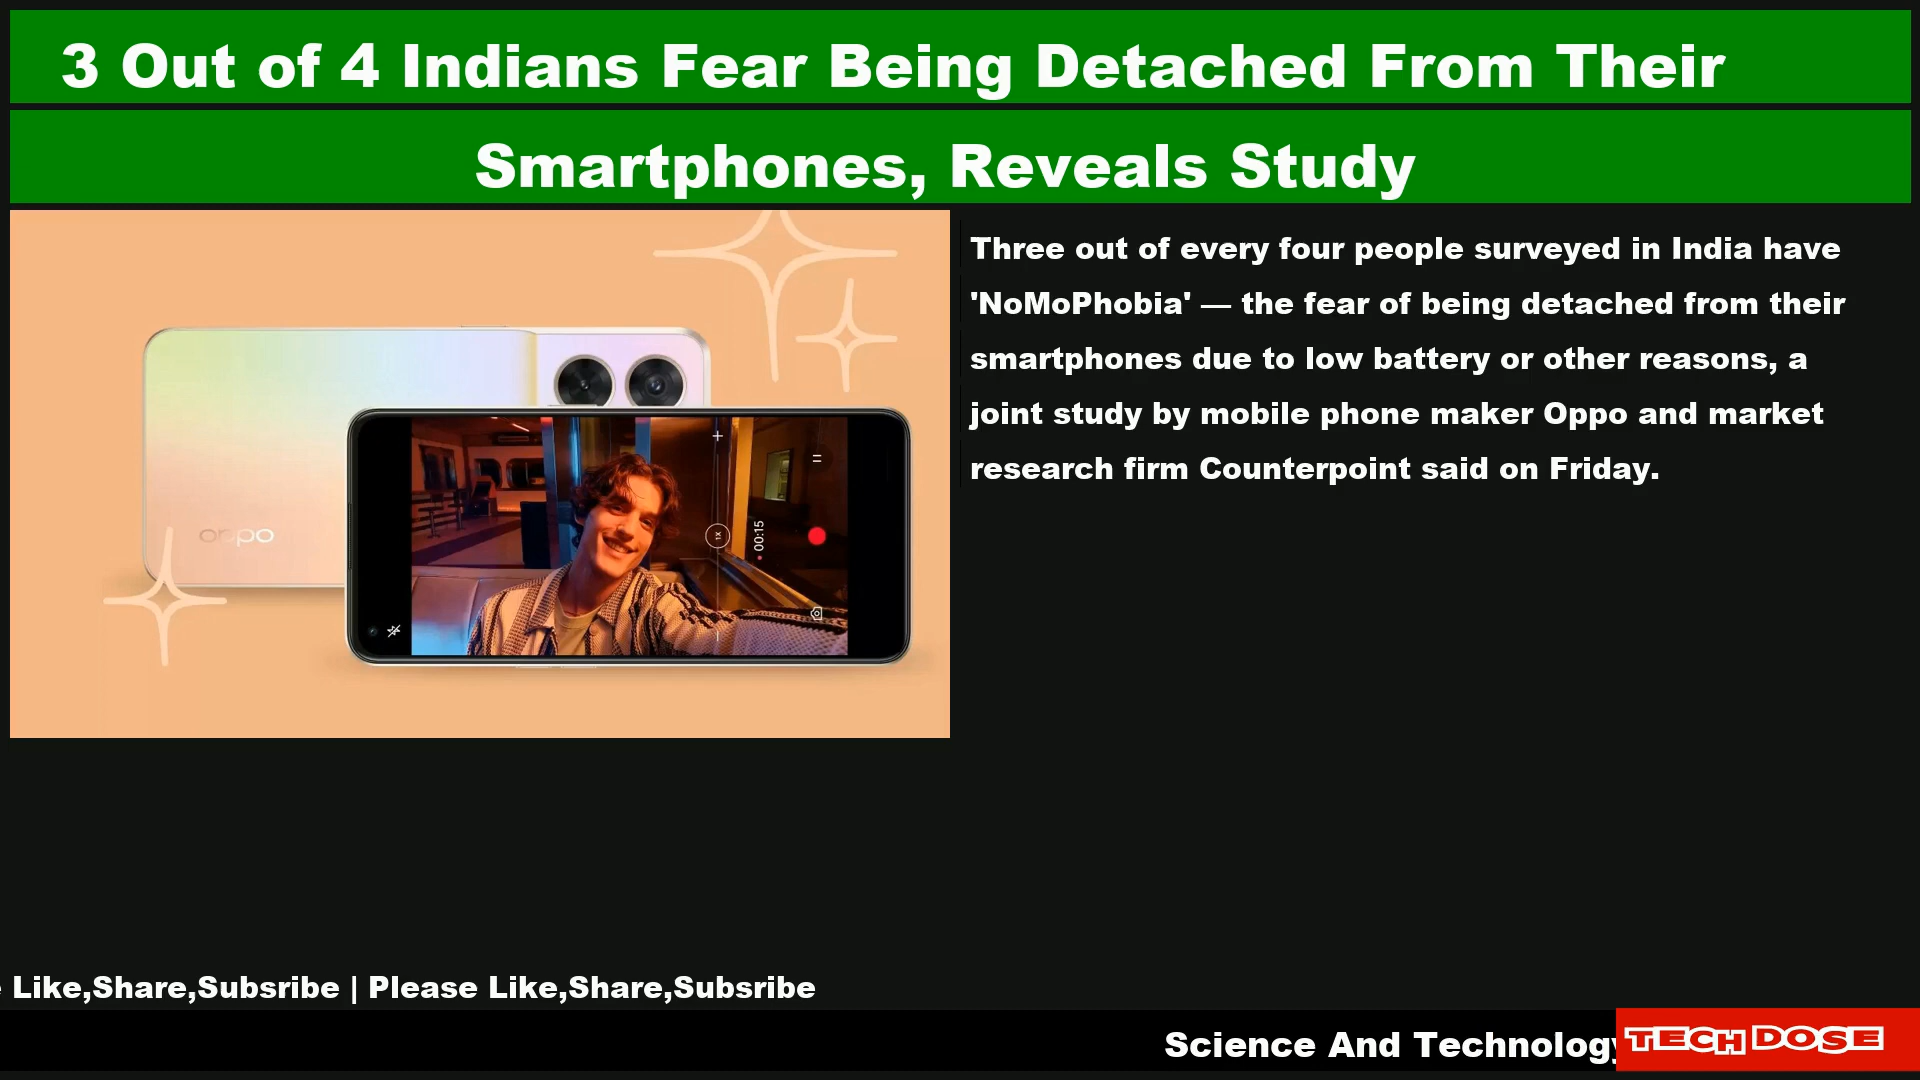 3 Out of 4 Indians Fear Being Detached From Their
Smartphones, Reveals Study
Three out of every four people surveyed in India have
'NoMoPhobia' — the fear of being detached from their
smartphones due to low battery or other reasons, a
joint study by mobile phone maker Oppo and market
research firm Counterpoint said on Friday.
oppo
1X
00:15
Like,Share,Subsribe | Please Like,Share,Subsribe
Science And Technology
TECH DOSE